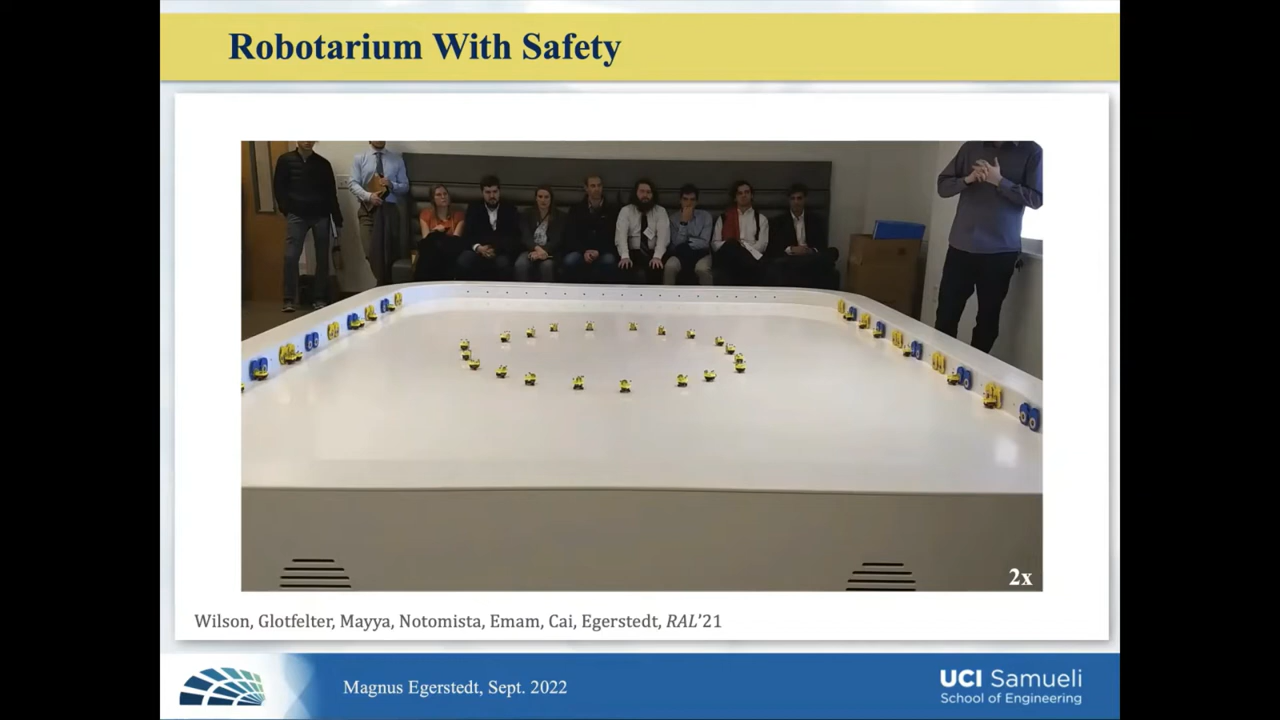 Robotarium With Safety
2x
Wilson, Glotfelter, Mayya, Notomista, Emam, Cai, Egerstedt, RAL'21
Magnus Egerstedt, Sept. 2022
UCI Samueli
School of Engineering